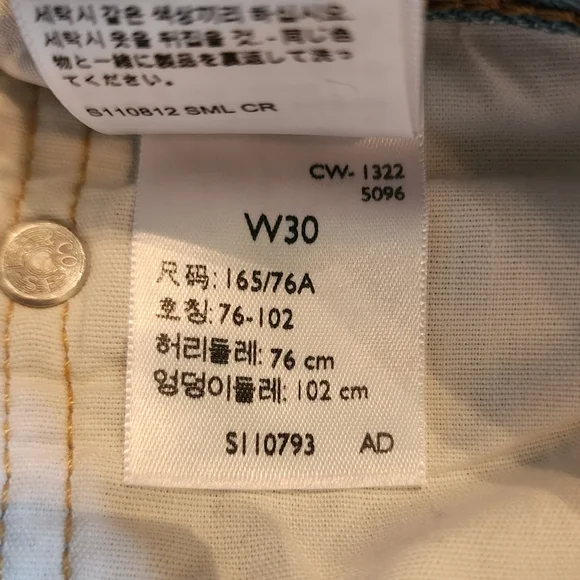 세탁시 같은 색상끼리 하십시오.
세탁시 옷을 뒤집을 것. - 同じ色
物と一緒に製品を裏返して洗っ
てください。
S110812 SML CR
CW- 1322
5096
W30
尺码: 165/76A
호칭: 76-102
허리둘레: 76 cm
엉덩이둘레: 102 cm
S110793 AD